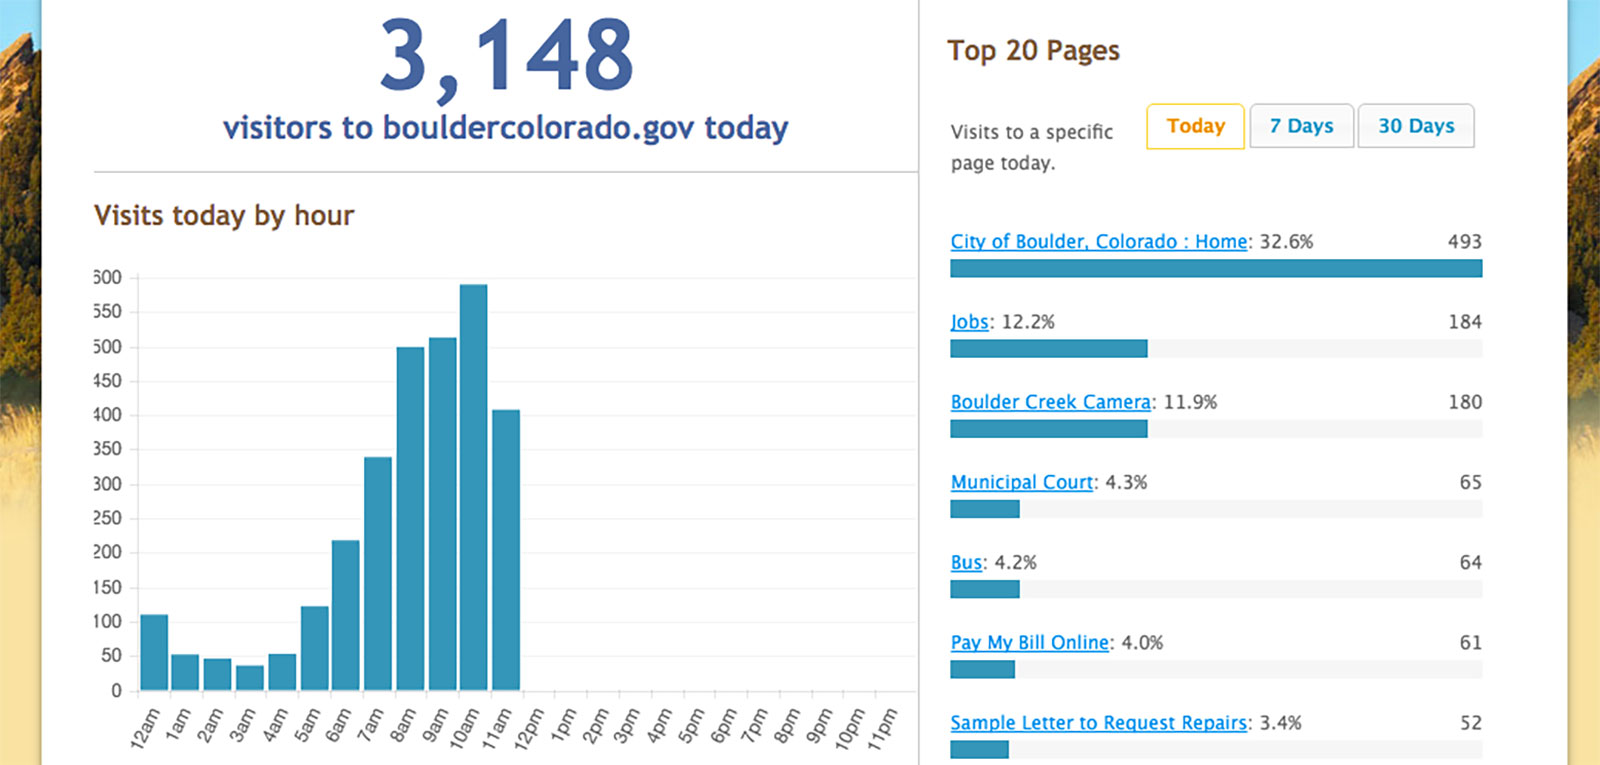 3,148
visitors to bouldercolorado.gov today
Visits today by hour
600
550
500
450
400
350
300
250
200
150
100
50
0
12am 1am 2am 3am 4am 5am 6am 7am 8am 9am 10am 11am 12pm 1pm 2pm 3pm 4pm 5pm 6pm 7pm 8pm 9pm 10pm 11pm
Top 20 Pages
Visits to a specific
page today.
Today 7 Days 30 Days
City of Boulder, Colorado : Home: 32.6% 493
Jobs: 12.2% 184
Boulder Creek Camera: 11.9% 180
Municipal Court: 4.3% 65
Bus: 4.2% 64
Pay My Bill Online: 4.0% 61
Sample Letter to Request Repairs: 3.4% 52